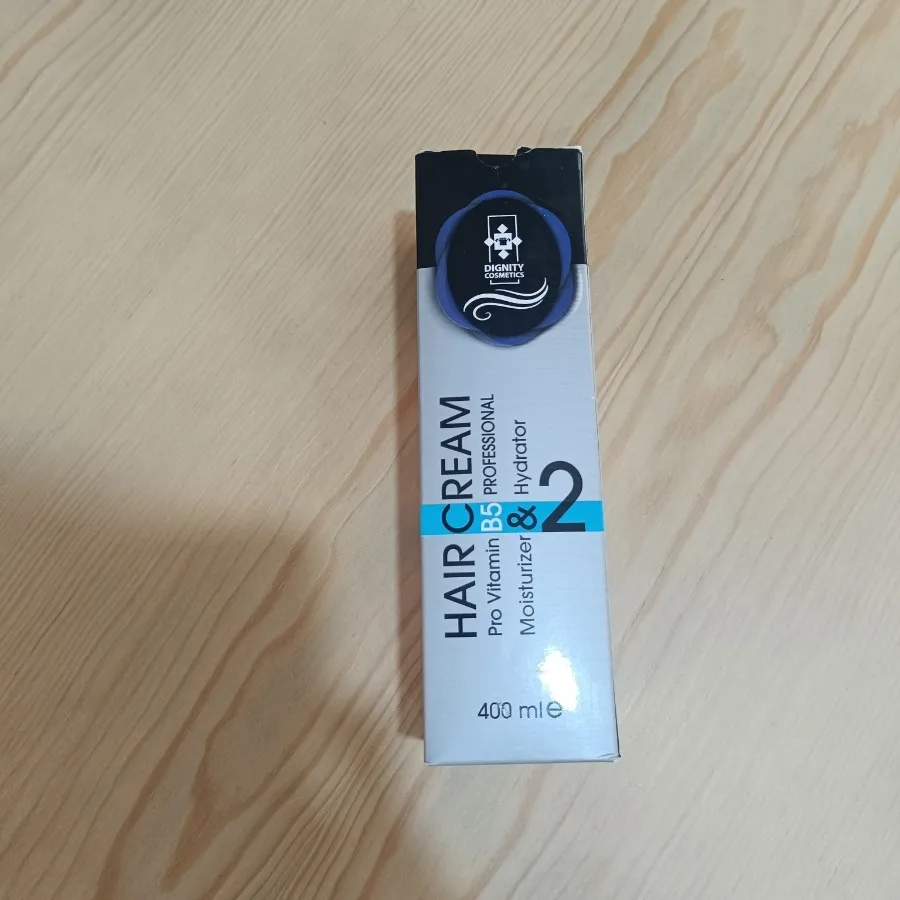 DIGNITY
COSMETICS
HAIR CREAM
Pro Vitamin B5 PROFESSIONAL
Moisturizer & Hydrator
2
400 ml e